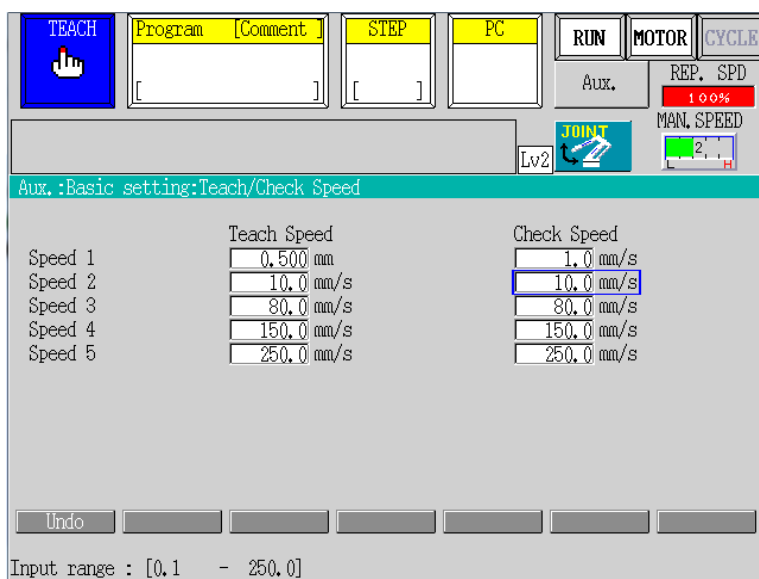 TEACH Program [Comment ] STEP PC RUN MOTOR CYCLE
[ ] [ ] Aux. REP. SPD
100%
MAN.SPEED
Lv2 JOINT 2
L H
Aux.:Basic setting:Teach/Check Speed
Teach Speed Check Speed
Speed 1 0.500 mm 1.0 mm/s
Speed 2 10.0 mm/s 10.0 mm/s
Speed 3 80.0 mm/s 80.0 mm/s
Speed 4 150.0 mm/s 150.0 mm/s
Speed 5 250.0 mm/s 250.0 mm/s
Undo
Input range : [0.1 - 250.0]